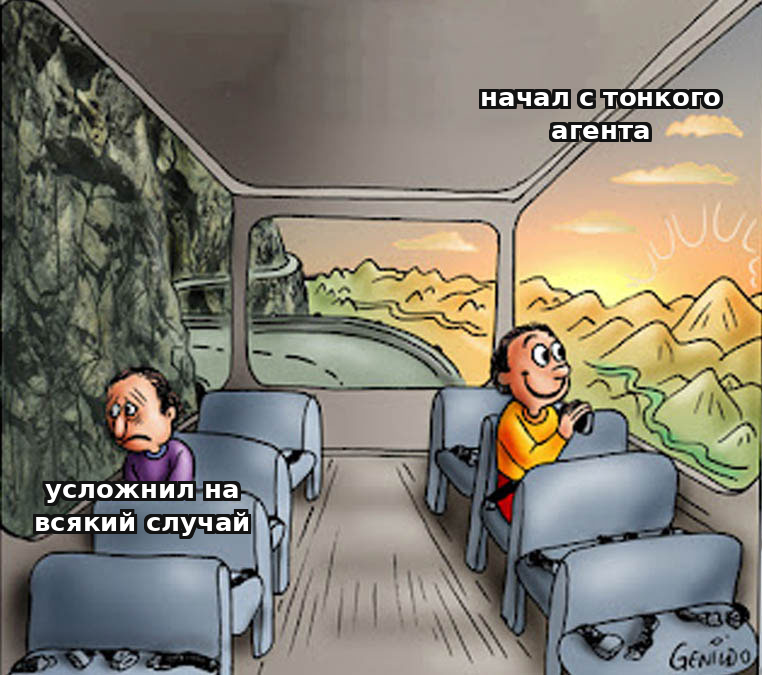 начал с тонкого
агента
усложнил на
всякий случай
GENILDO